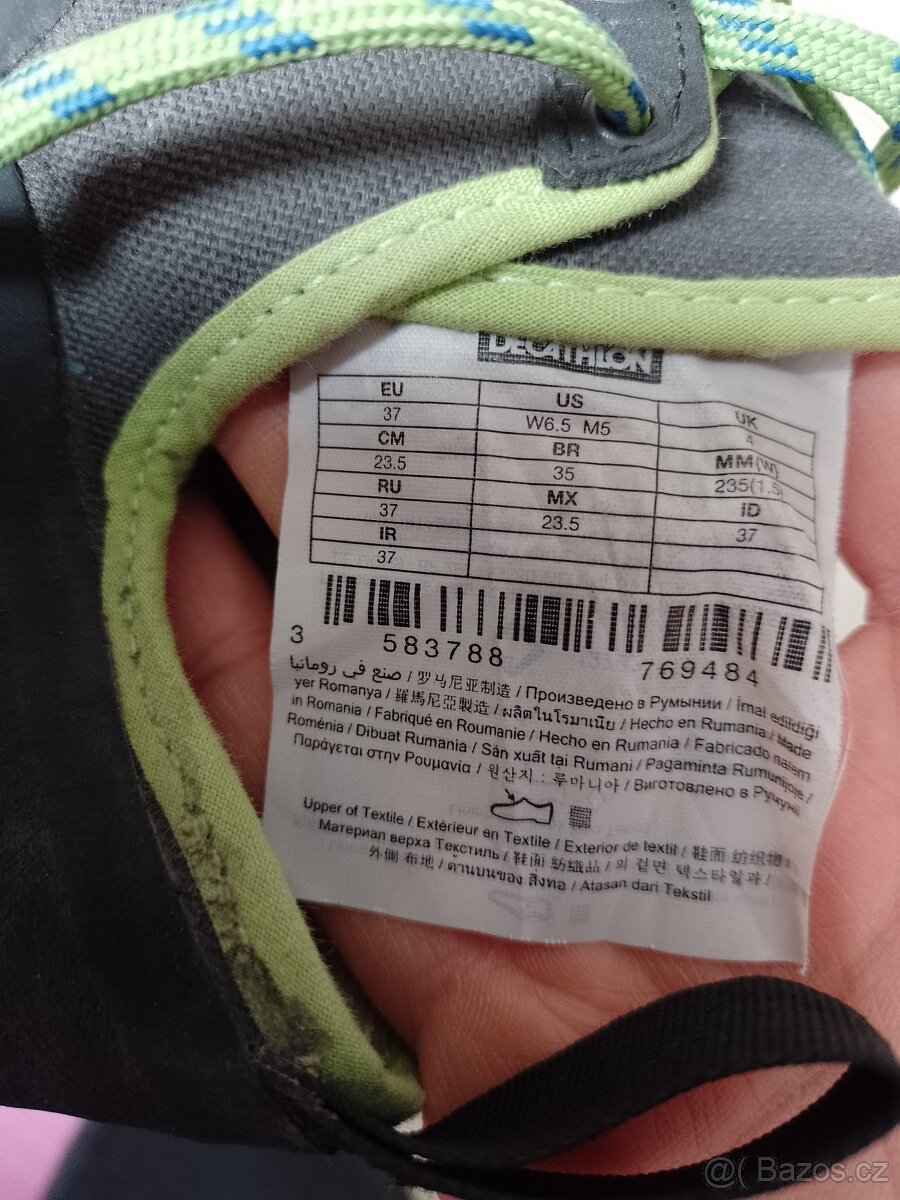 DECATHLON
EU US UK
37 W6.5 M5 4
CM BR MM(W)
23.5 35 235(1.5)
RU MX ID
37 23.5 37
IR
37
3 583788 769484
صنع في رومانيا / 罗马尼亚制造 / Произведено в Румынии / İmal edildiği
yer Romanya / 羅馬尼亞製造 / ผลิตในโรมาเนีย / Hecho en Rumania / Made
in Romania / Fabriqué en Roumanie / Hecho en Rumania / Fabricado na
Roménia / Dibuat Rumania / Sản xuất tại Rumani / Pagaminta Rumunijoje /
Παράγεται στην Ρουμανία / 원산지 : 루마니아 / Виготовлено в Румунії
Upper of Textile / Extérieur en Textile / Exterior de textil / 鞋面 纺织物
Материал верха Текстиль / 鞋面 紡織品 / 의 겉면 텍스타일과 /
外側 布地 / ด้านบนของ สิ่งทอ / Atasan dari Tekstil
@( Bazos.cz